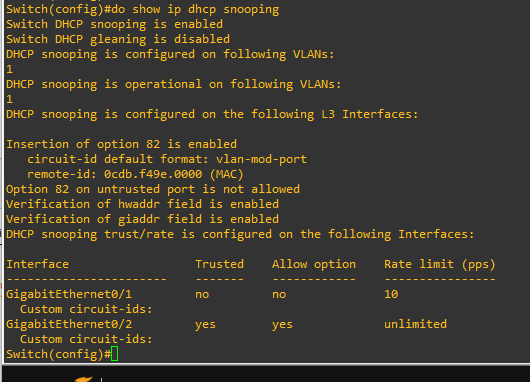 Switch(config)#do show ip dhcp snooping
Switch DHCP snooping is enabled
Switch DHCP gleaning is disabled
DHCP snooping is configured on following VLANs:
1
DHCP snooping is operational on following VLANs:
1
DHCP snooping is configured on the following L3 Interfaces:

Insertion of option 82 is enabled
   circuit-id default format: vlan-mod-port
   remote-id: 0cdb.f49e.0000 (MAC)
Option 82 on untrusted port is not allowed
Verification of hwaddr field is enabled
Verification of giaddr field is enabled
DHCP snooping trust/rate is configured on the following Interfaces:

Interface                  Trusted    Allow option    Rate limit (pps)
-----------------------    -------    ------------    ----------------
GigabitEthernet0/1         no         no              10
  Custom circuit-ids:
GigabitEthernet0/2         yes        yes             unlimited
  Custom circuit-ids:
Switch(config)#